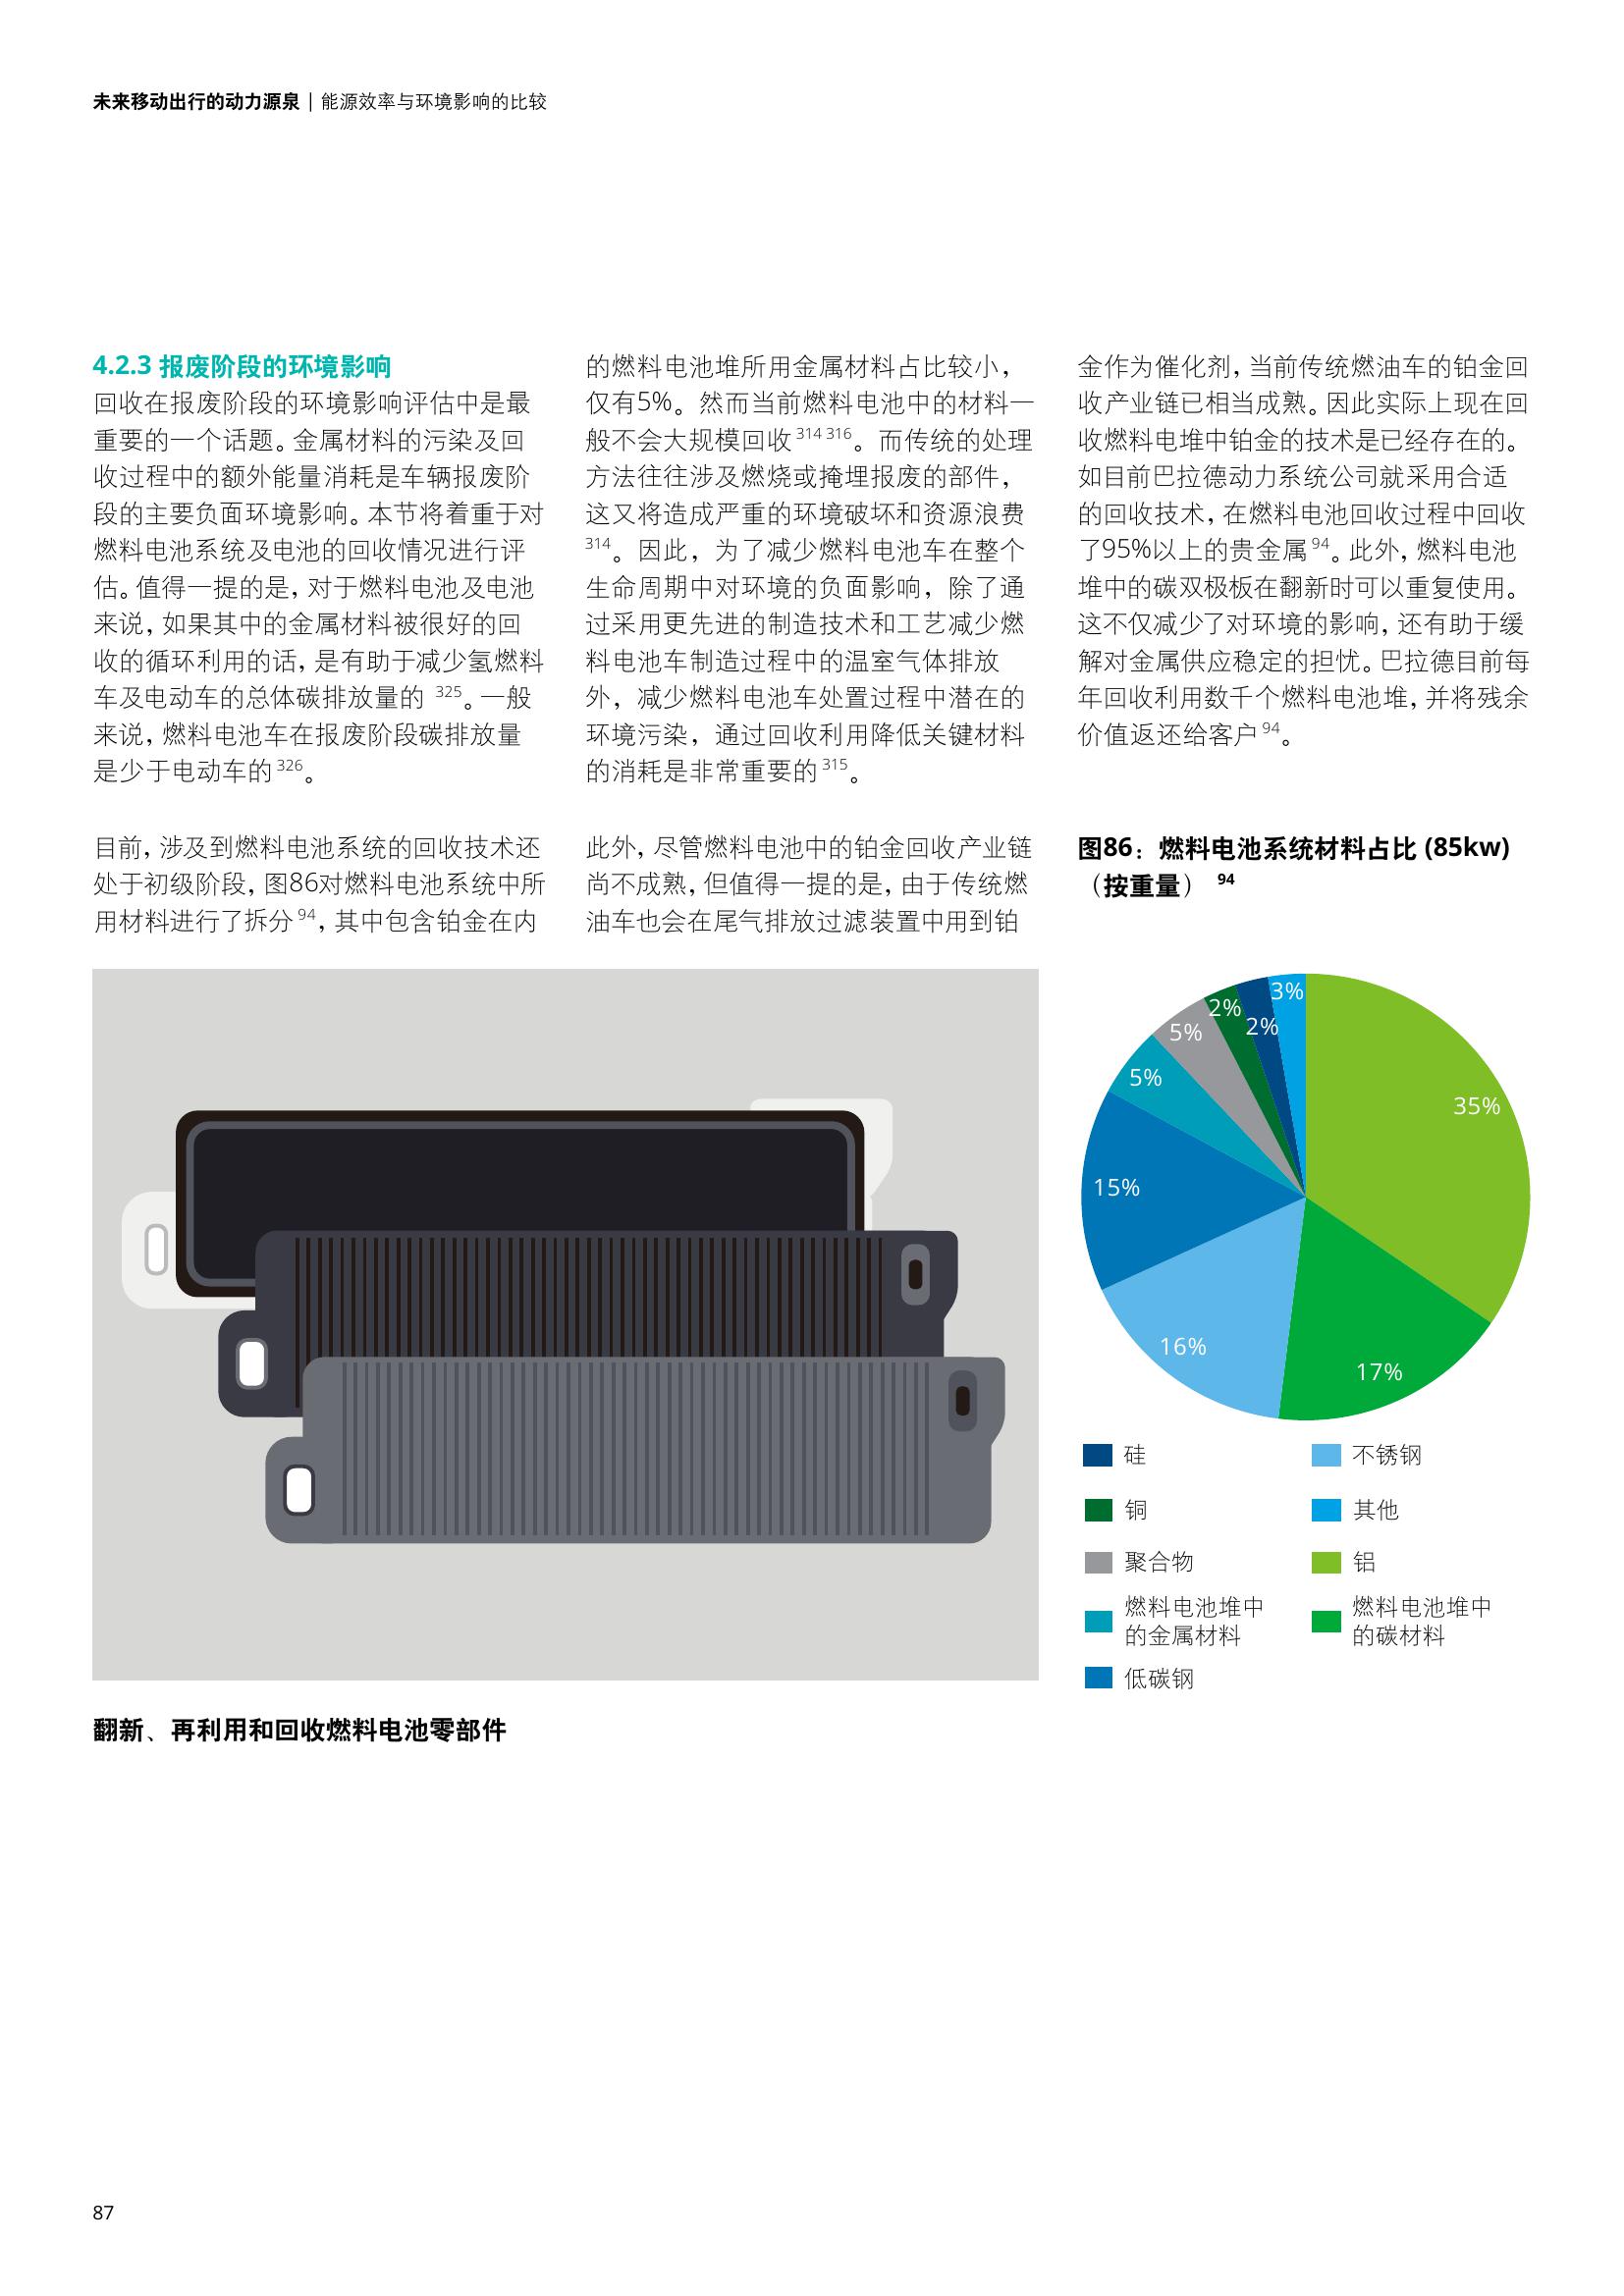 未来移动出行的动力源泉 | 能源效率与环境影响的比较
4.2.3 报废阶段的环境影响
回收在报废阶段的环境影响评估中是最
重要的一个话题。金属材料的污染及回
收过程中的额外能量消耗是车辆报废阶
段的主要负面环境影响。本节将着重于对
燃料电池系统及电池的回收情况进行评
估。值得一提的是，对于燃料电池及电池
来说，如果其中的金属材料被很好的回
收的循环利用的话，是有助于减少氢燃料
车及电动车的总体碳排放量的 325。一般
来说，燃料电池车在报废阶段碳排放量
是少于电动车的 326。
目前，涉及到燃料电池系统的回收技术还
处于初级阶段，图86对燃料电池系统中所
用材料进行了拆分 94，其中包含铂金在内
的燃料电池堆所用金属材料占比较小，
仅有5%。然而当前燃料电池中的材料一
般不会大规模回收 314 316。而传统的处理
方法往往涉及燃烧或掩埋报废的部件，
这又将造成严重的环境破坏和资源浪费
314。因此，为了减少燃料电池车在整个
生命周期中对环境的负面影响，除了通
过采用更先进的制造技术和工艺减少燃
料电池车制造过程中的温室气体排放
外，减少燃料电池车处置过程中潜在的
环境污染，通过回收利用降低关键材料
的消耗是非常重要的 315。
此外，尽管燃料电池中的铂金回收产业链
尚不成熟，但值得一提的是，由于传统燃
油车也会在尾气排放过滤装置中用到铂
金作为催化剂，当前传统燃油车的铂金回
收产业链已相当成熟。因此实际上现在回
收燃料电堆中铂金的技术是已经存在的。
如目前巴拉德动力系统公司就采用合适
的回收技术，在燃料电池回收过程中回收
了95%以上的贵金属 94。此外，燃料电池
堆中的碳双极板在翻新时可以重复使用。
这不仅减少了对环境的影响，还有助于缓
解对金属供应稳定的担忧。巴拉德目前每
年回收利用数千个燃料电池堆，并将残余
价值返还给客户 94。
图86：燃料电池系统材料占比 (85kw)
（按重量） 94
3%
2%
2%
5%
5%
35%
15%
16%
17%
硅
不锈钢
铜
其他
聚合物
铝
燃料电池堆中
的金属材料
燃料电池堆中
的碳材料
低碳钢
翻新、再利用和回收燃料电池零部件
87